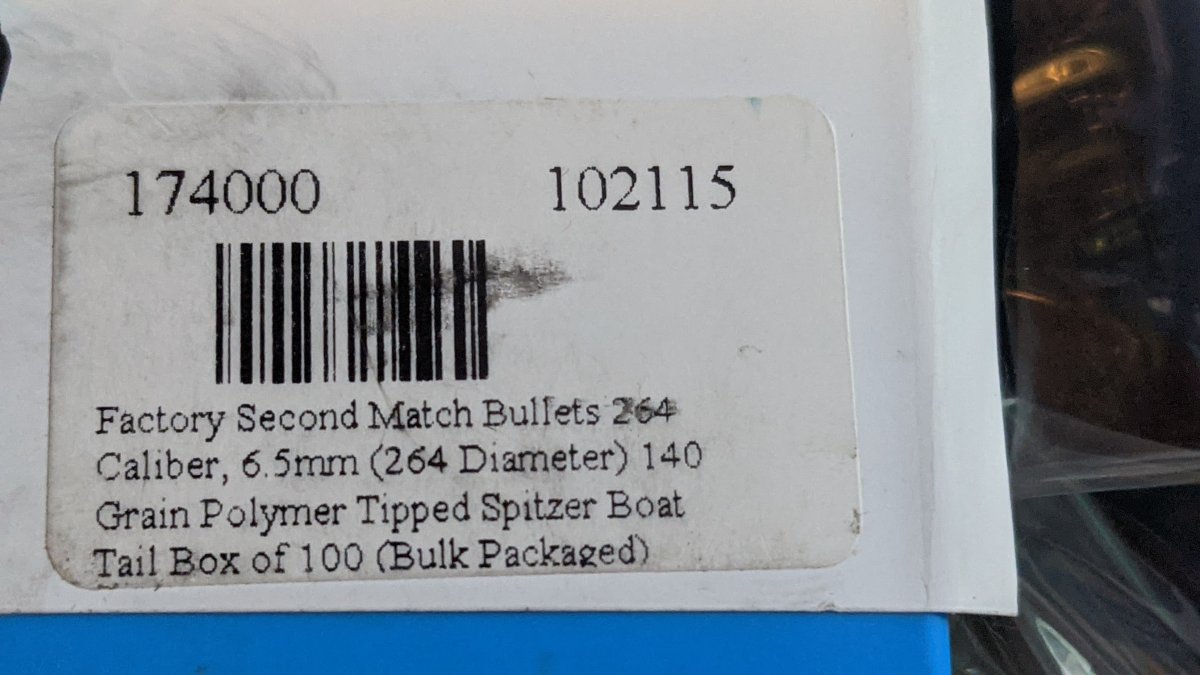 174000 102115
Factory Second Match Bullets 264
Caliber, 6.5mm (264 Diameter) 140
Grain Polymer Tipped Spitzer Boat
Tail Box of 100 (Bulk Packaged)